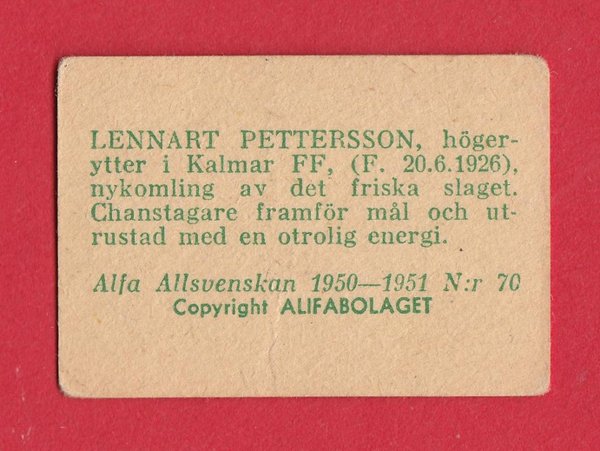 LENNART PETTERSSON, höger-
ytter i Kalmar FF, (F. 20.6.1926),
nykomling av det friska slaget.
Chanstagare framför mål och ut-
rustad med en otrolig energi.
Alfa Allsvenskan 1950—1951 N:r 70
Copyright ALIFABOLAGET